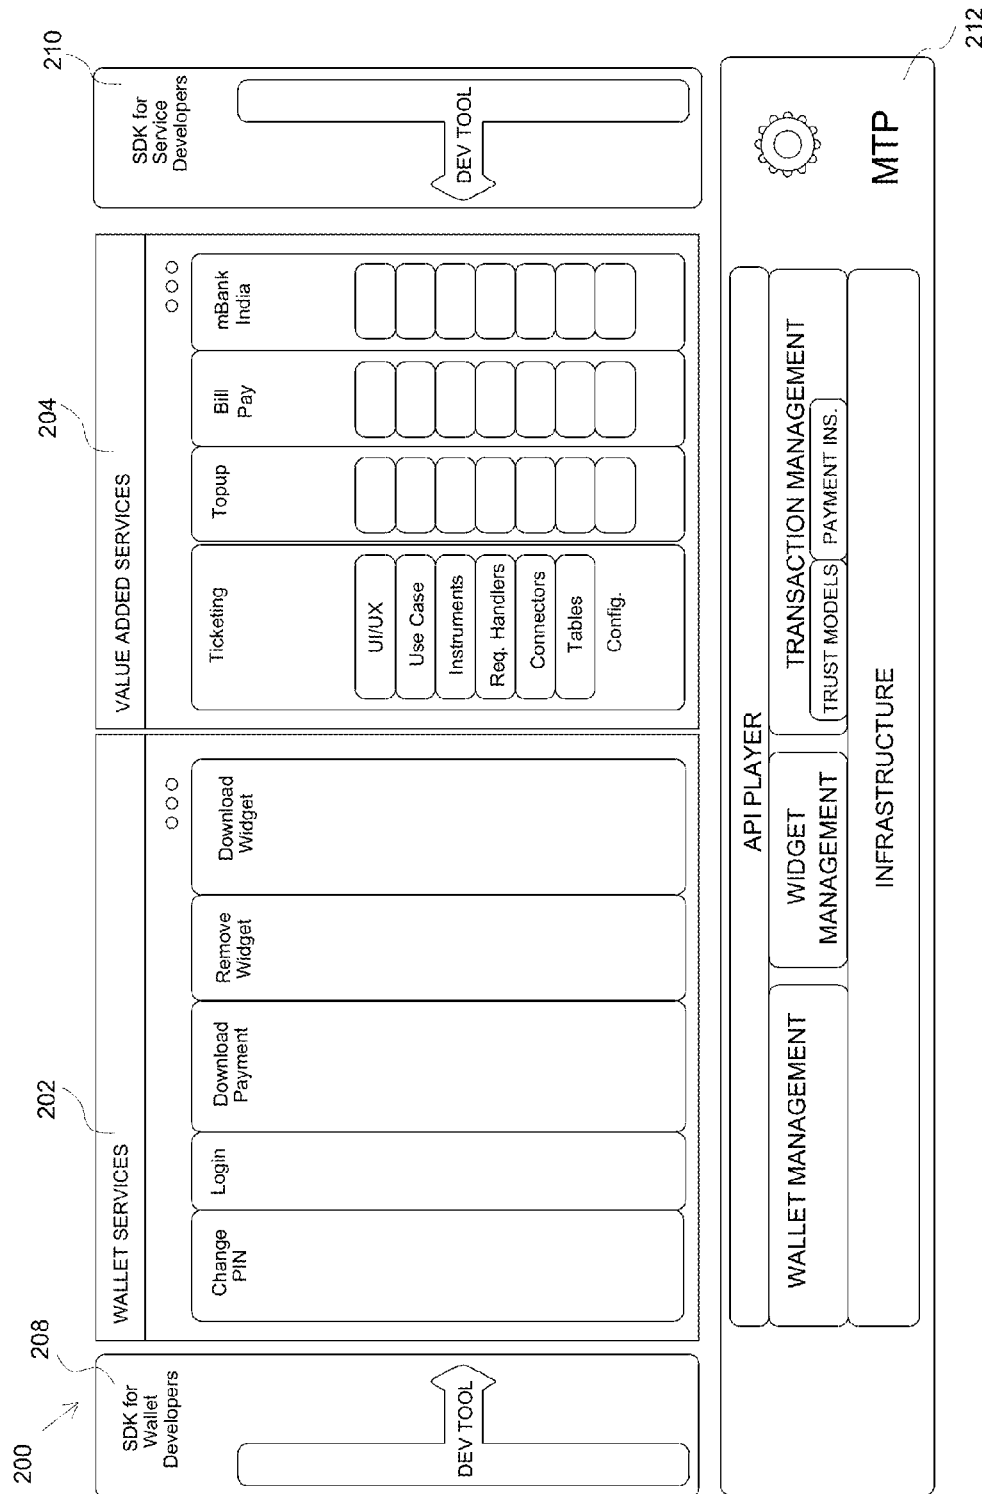 200
208
202
204
210
SDK for
Wallet
Developers
DEV TOOL
WALLET SERVICES
Change
PIN
Login
Download
Payment
Remove
Widget
Download
Widget
VALUE ADDED SERVICES
Ticketing
UI/UX
Use Case
Instruments
Req. Handlers
Connectors
Tables
Config.
Topup
Bill
Pay
mBank
India
SDK for
Service
Developers
DEV TOOL
API PLAYER
WALLET MANAGEMENT
WIDGET
MANAGEMENT
TRANSACTION MANAGEMENT
TRUST MODELS
PAYMENT INS.
INFRASTRUCTURE
MTP
212